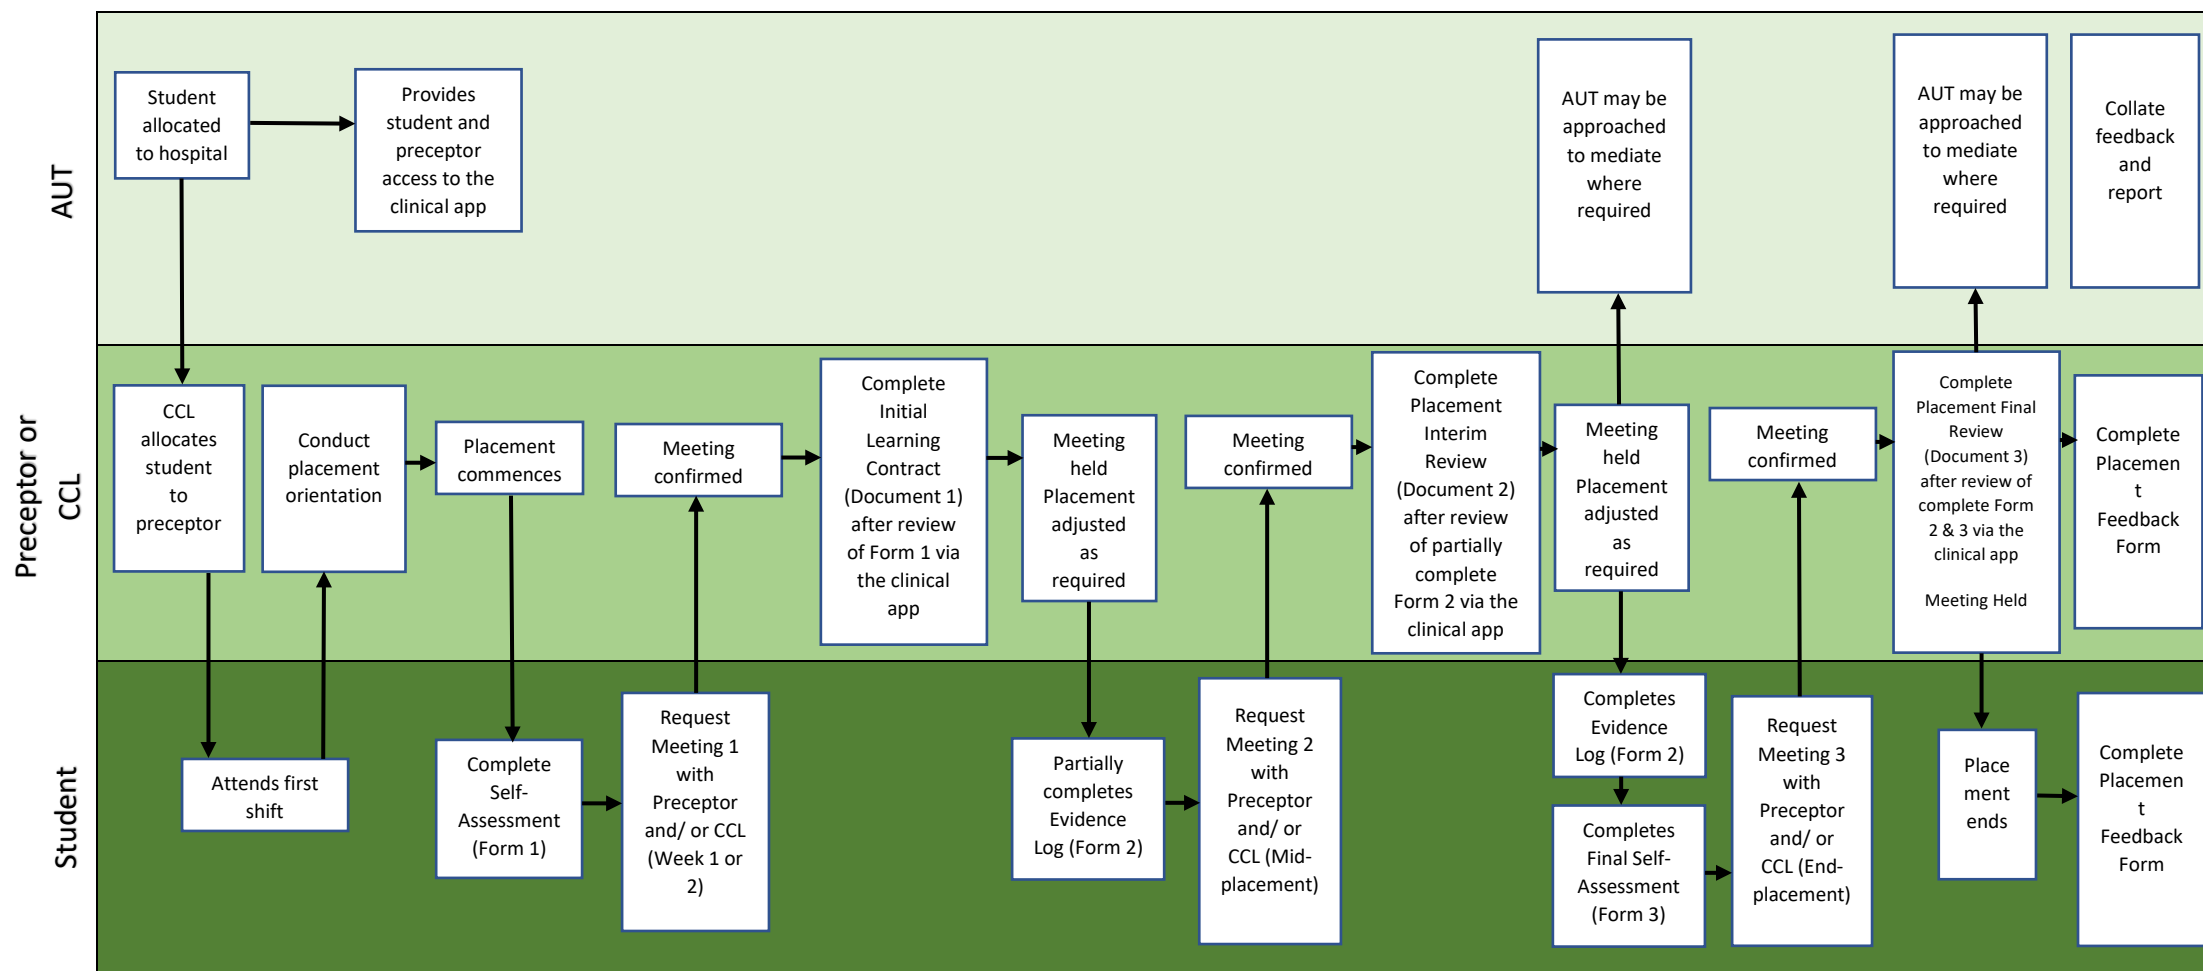 AUT
Student
allocated
to hospital
Provides
student and
preceptor
access to the
clinical app
AUT may be
approached
to mediate
where
required
AUT may be
approached
to mediate
where
required
Collate
feedback
and
report
Preceptor or
CCL
CCL
allocates
student
to
preceptor
Conduct
placement
orientation
Placement
commences
Meeting
confirmed
Complete
Initial
Learning
Contract
(Document 1)
after review
of Form 1 via
the clinical
app
Meeting
held
Placement
adjusted
as
required
Meeting
confirmed
Complete
Placement
Interim
Review
(Document 2)
after review
of partially
complete
Form 2 via the
clinical app
Meeting
held
Placement
adjusted
as
required
Meeting
confirmed
Complete
Placement Final
Review
(Document 3)
after review of
complete Form
2 & 3 via the
clinical app
Meeting Held
Complete
Placemen
t
Feedback
Form
Student
Attends first
shift
Complete
Self-
Assessment
(Form 1)
Request
Meeting 1
with
Preceptor
and/ or CCL
(Week 1 or
2)
Partially
completes
Evidence
Log (Form 2)
Request
Meeting 2
with
Preceptor
and/ or
CCL (Mid-
placement)
Completes
Evidence
Log (Form 2)
Completes
Final Self-
Assessment
(Form 3)
Request
Meeting 3
with
Preceptor
and/ or
CCL (End-
placement)
Place
ment
ends
Complete
Placemen
t
Feedback
Form